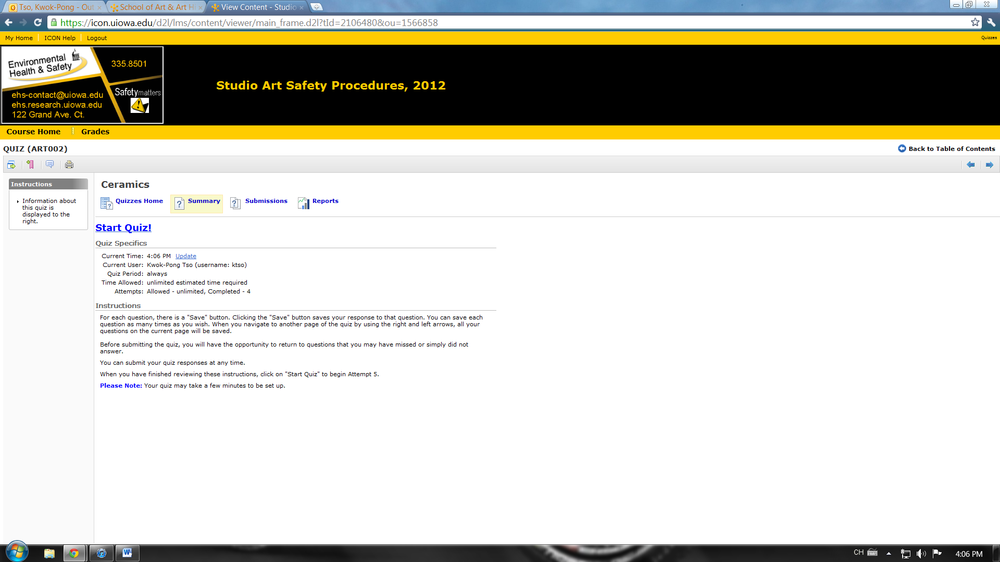 Tso, Kwok-Pong - Out
School of Art & Art Hi
View Content - Studio
https://icon.uiowa.edu/d2l/lms/content/viewer/main_frame.d2l?tId=2106480&ou=1566858
My Home
ICON Help
Logout
Quizzes
Environmental
Health & Safety
335.8501
ehs-contact@uiowa.edu
ehs.research.uiowa.edu
122 Grand Ave. Ct.
Safetymatters
Studio Art Safety Procedures, 2012
Course Home
Grades
QUIZ (ART002)
Back to Table of Contents
Instructions
Information about
this quiz is
displayed to the
right.
Ceramics
Quizzes Home
Summary
Submissions
Reports
Start Quiz!
Quiz Specifics
Current Time: 4:06 PM Update
Current User: Kwok-Pong Tso (username: ktso)
Quiz Period: always
Time Allowed: unlimited estimated time required
Attempts: Allowed - unlimited, Completed - 4
Instructions
For each question, there is a "Save" button. Clicking the "Save" button saves your response to that question. You can save each
question as many times as you wish. When you navigate to another page of the quiz by using the right and left arrows, all your
questions on the current page will be saved.
Before submitting the quiz, you will have the opportunity to return to questions that you may have missed or simply did not
answer.
You can submit your quiz responses at any time.
When you have finished reviewing these instructions, click on "Start Quiz" to begin Attempt 5.
Please Note: Your quiz may take a few minutes to be set up.
CH
4:06 PM